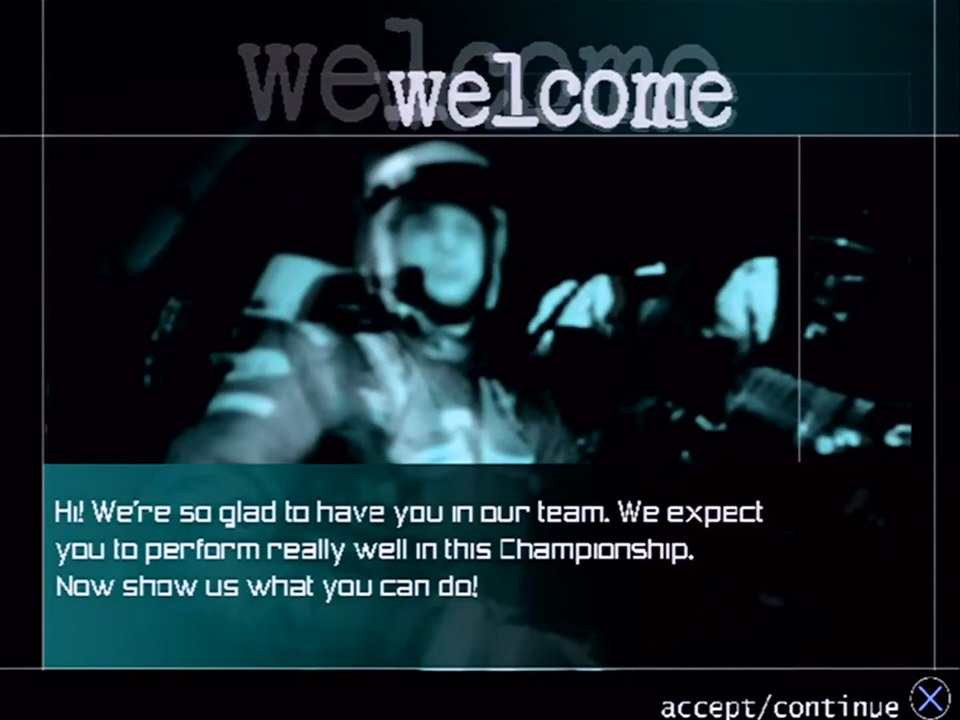 welcome
welcome
Hi! We're so glad to have you in our team. We expect
you to perform really well in this Championship.
Now show us what you can do!
accept/continue